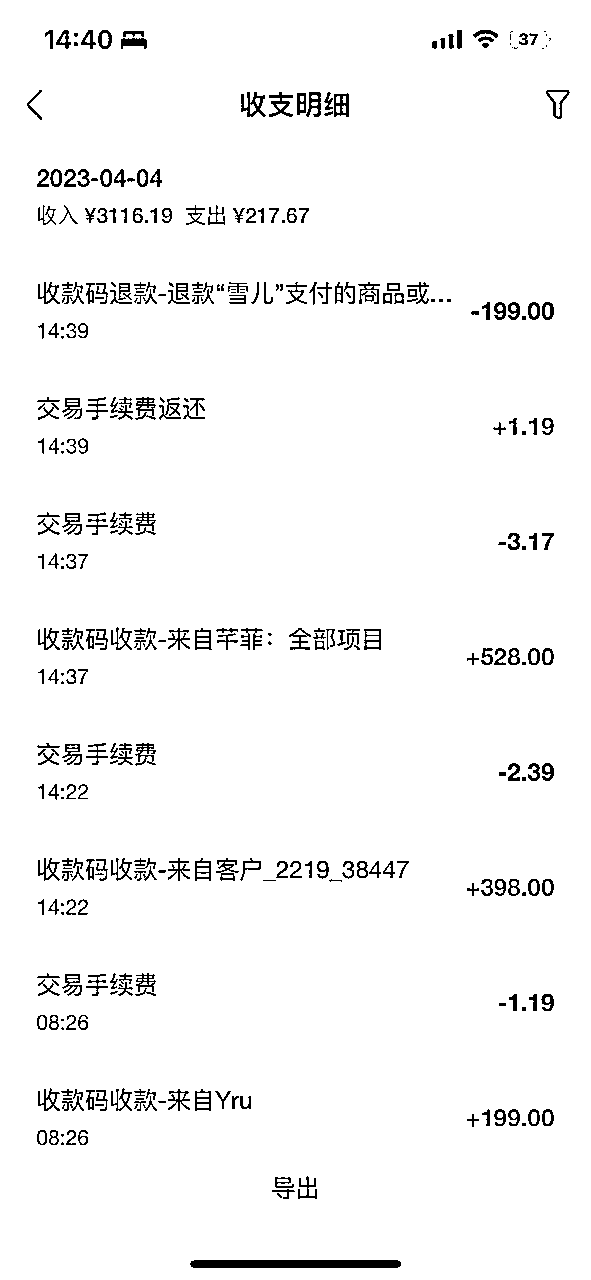 14:40
37
收支明细
2023-04-04
收入 ¥3116.19 支出 ¥217.67
收款码退款-退款“雪儿”支付的商品或...
-199.00
14:39
交易手续费返还
+1.19
14:39
交易手续费
-3.17
14:37
收款码收款-来自芊菲：全部项目
+528.00
14:37
交易手续费
-2.39
14:22
收款码收款-来自客户_2219_38447
+398.00
14:22
交易手续费
-1.19
08:26
收款码收款-来自Yru
+199.00
08:26
导出